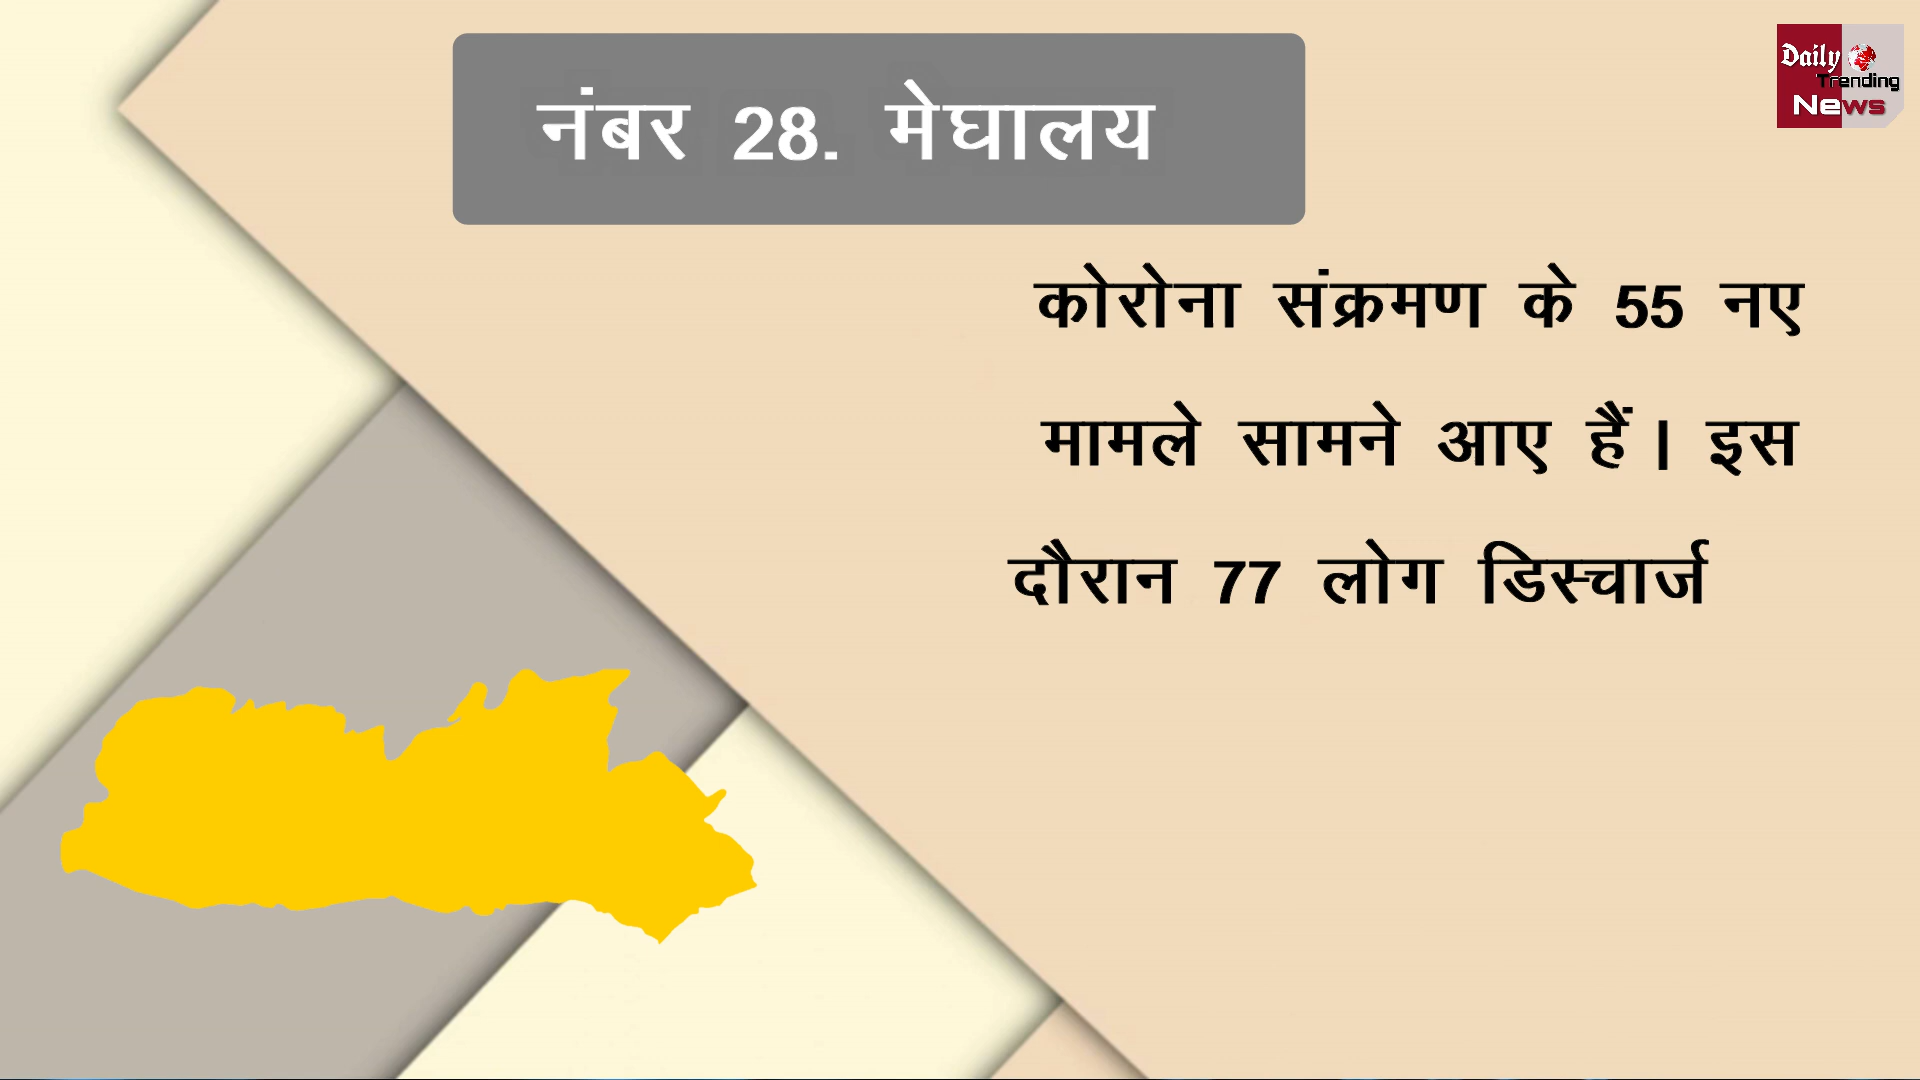 Daily
Trending
News
नंबर 28. मेघालय
कोरोना संक्रमण के 55 नए
मामले सामने आए हैं। इस
दौरान 77 लोग डिस्चार्ज